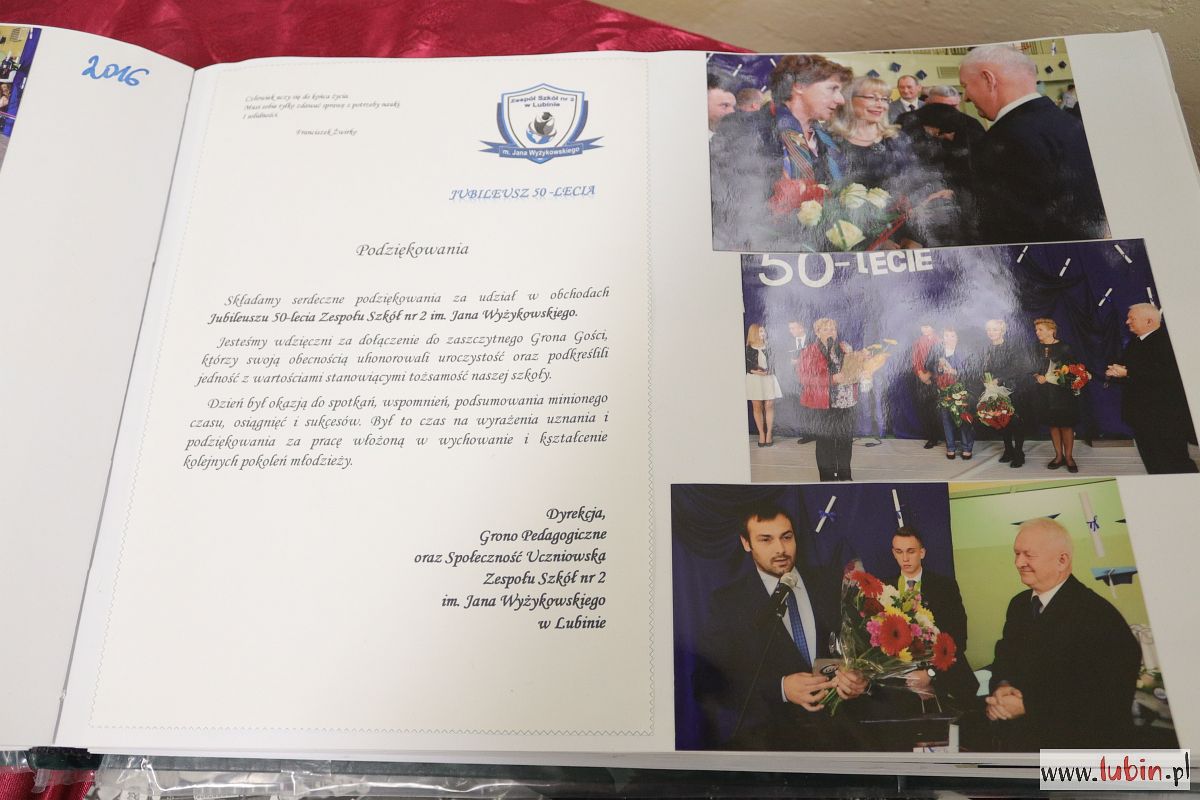 2016
Człowiek uczy się do końca życia.
Musi sobie tylko zdawać sprawę z potrzeby nauki
i solidności.
Franciszek Żwirko
Zespół Szkół nr 2
w Lubinie
m. Jana Wyżykowskiego
JUBILEUSZ 50 -LECIA
Podziękowania
Składamy serdeczne podziękowania za udział w obchodach
Jubileuszu 50-lecia Zespołu Szkół nr 2 im. Jana Wyżykowskiego.
Jesteśmy wdzięczni za dołączenie do zaszczytnego Grona Gości,
którzy swoją obecnością uhonorowali uroczystość oraz podkreślili
jedność z wartościami stanowiącymi tożsamość naszej szkoły.
Dzień był okazją do spotkań, wspomnień, podsumowania minionego
czasu, osiągnięć i sukcesów. Był to czas na wyrażenia uznania i
podziękowania za pracę włożoną w wychowanie i kształcenie
kolejnych pokoleń młodzieży.
Dyrekcja,
Grono Pedagogiczne
oraz Społeczność Uczniowska
Zespołu Szkół nr 2
im. Jana Wyżykowskiego
w Lubinie
50-LECIE
www.lubin.pl